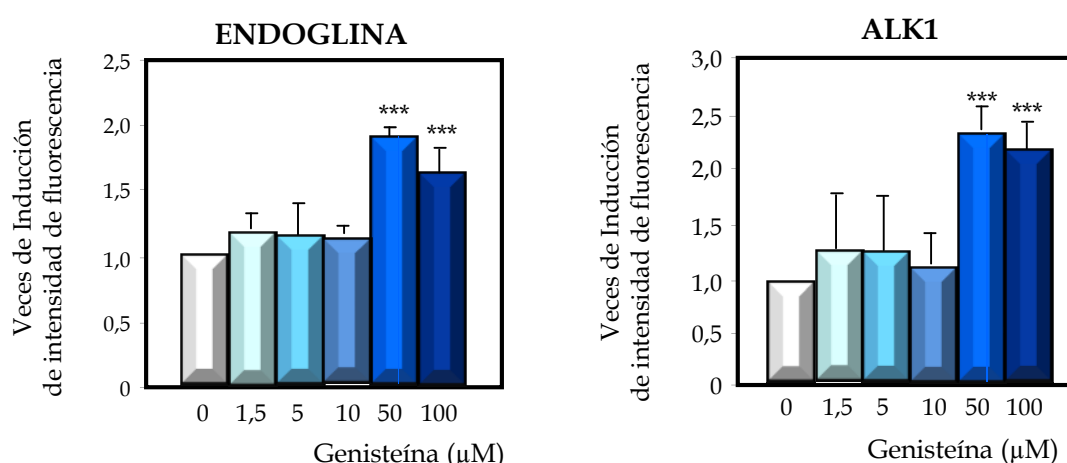 ENDOGLINA
Veces de Inducción
de intensidad de fluorescencia
2,5
2,0
1,5
1,0
0,5
0
*** ***
0 1,5 5 10 50 100
Genisteína (µM)
ALK1
Veces de Inducción
de intensidad de fluorescencia
3,0
2,5
2,0
1,5
1,0
0,5
0
*** ***
0 1,5 5 10 50 100
Genisteína (µM)